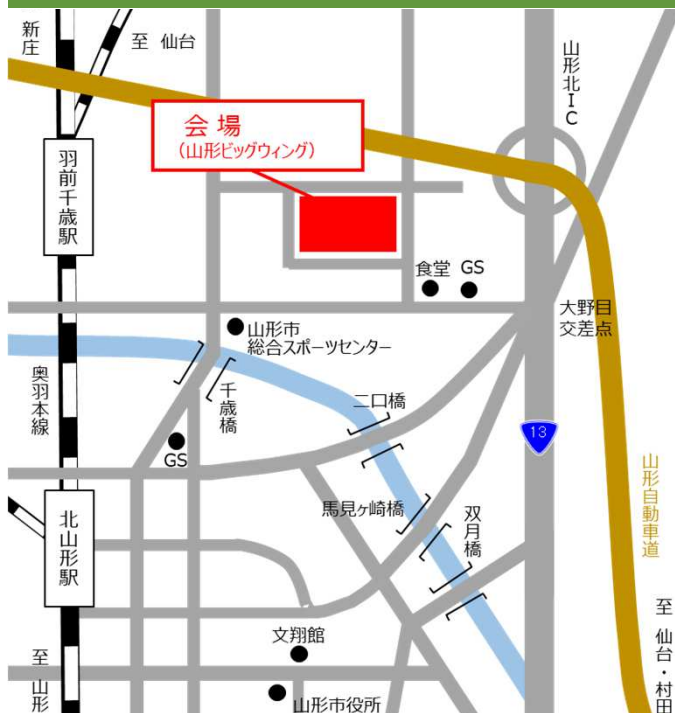 新庄
至 仙台
山形北IC
会場
(山形ビッグウィング)
羽前千歳駅
食堂
GS
大野目
交差点
山形市
総合スポーツセンター
奥羽本線
千歳橋
二口橋
13
GS
山形自動車道
馬見ヶ崎橋
双月橋
北山形駅
至 仙台・村田
文翔館
至 山形
山形市役所